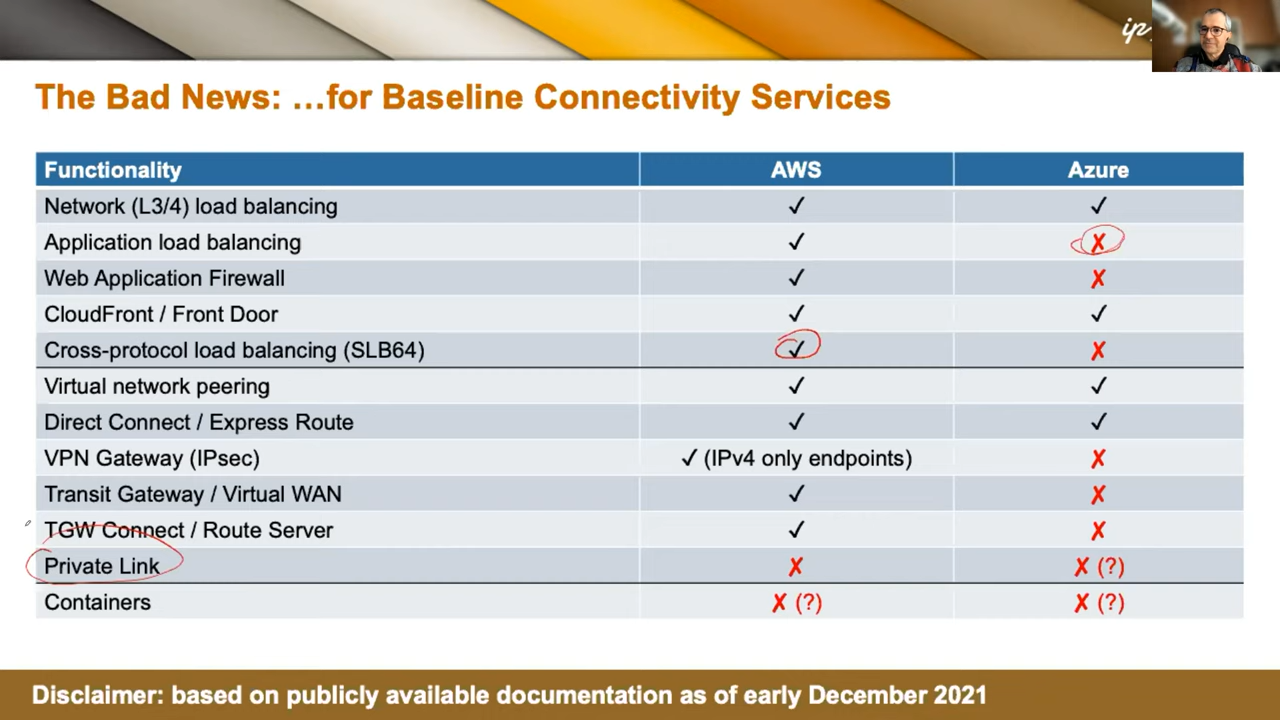 The Bad News: ...for Baseline Connectivity Services
Functionality AWS Azure
Network (L3/4) load balancing ✓ ✓
Application load balancing ✓ ✗
Web Application Firewall ✓ ✗
CloudFront / Front Door ✓ ✓
Cross-protocol load balancing (SLB64) ✓ ✗
Virtual network peering ✓ ✓
Direct Connect / Express Route ✓ ✓
VPN Gateway (IPsec) ✓ (IPv4 only endpoints) ✗
Transit Gateway / Virtual WAN ✓ ✗
TGW Connect / Route Server ✓ ✗
Private Link ✗ ✗ (?)
Containers ✗ (?) ✗ (?)
Disclaimer: based on publicly available documentation as of early December 2021